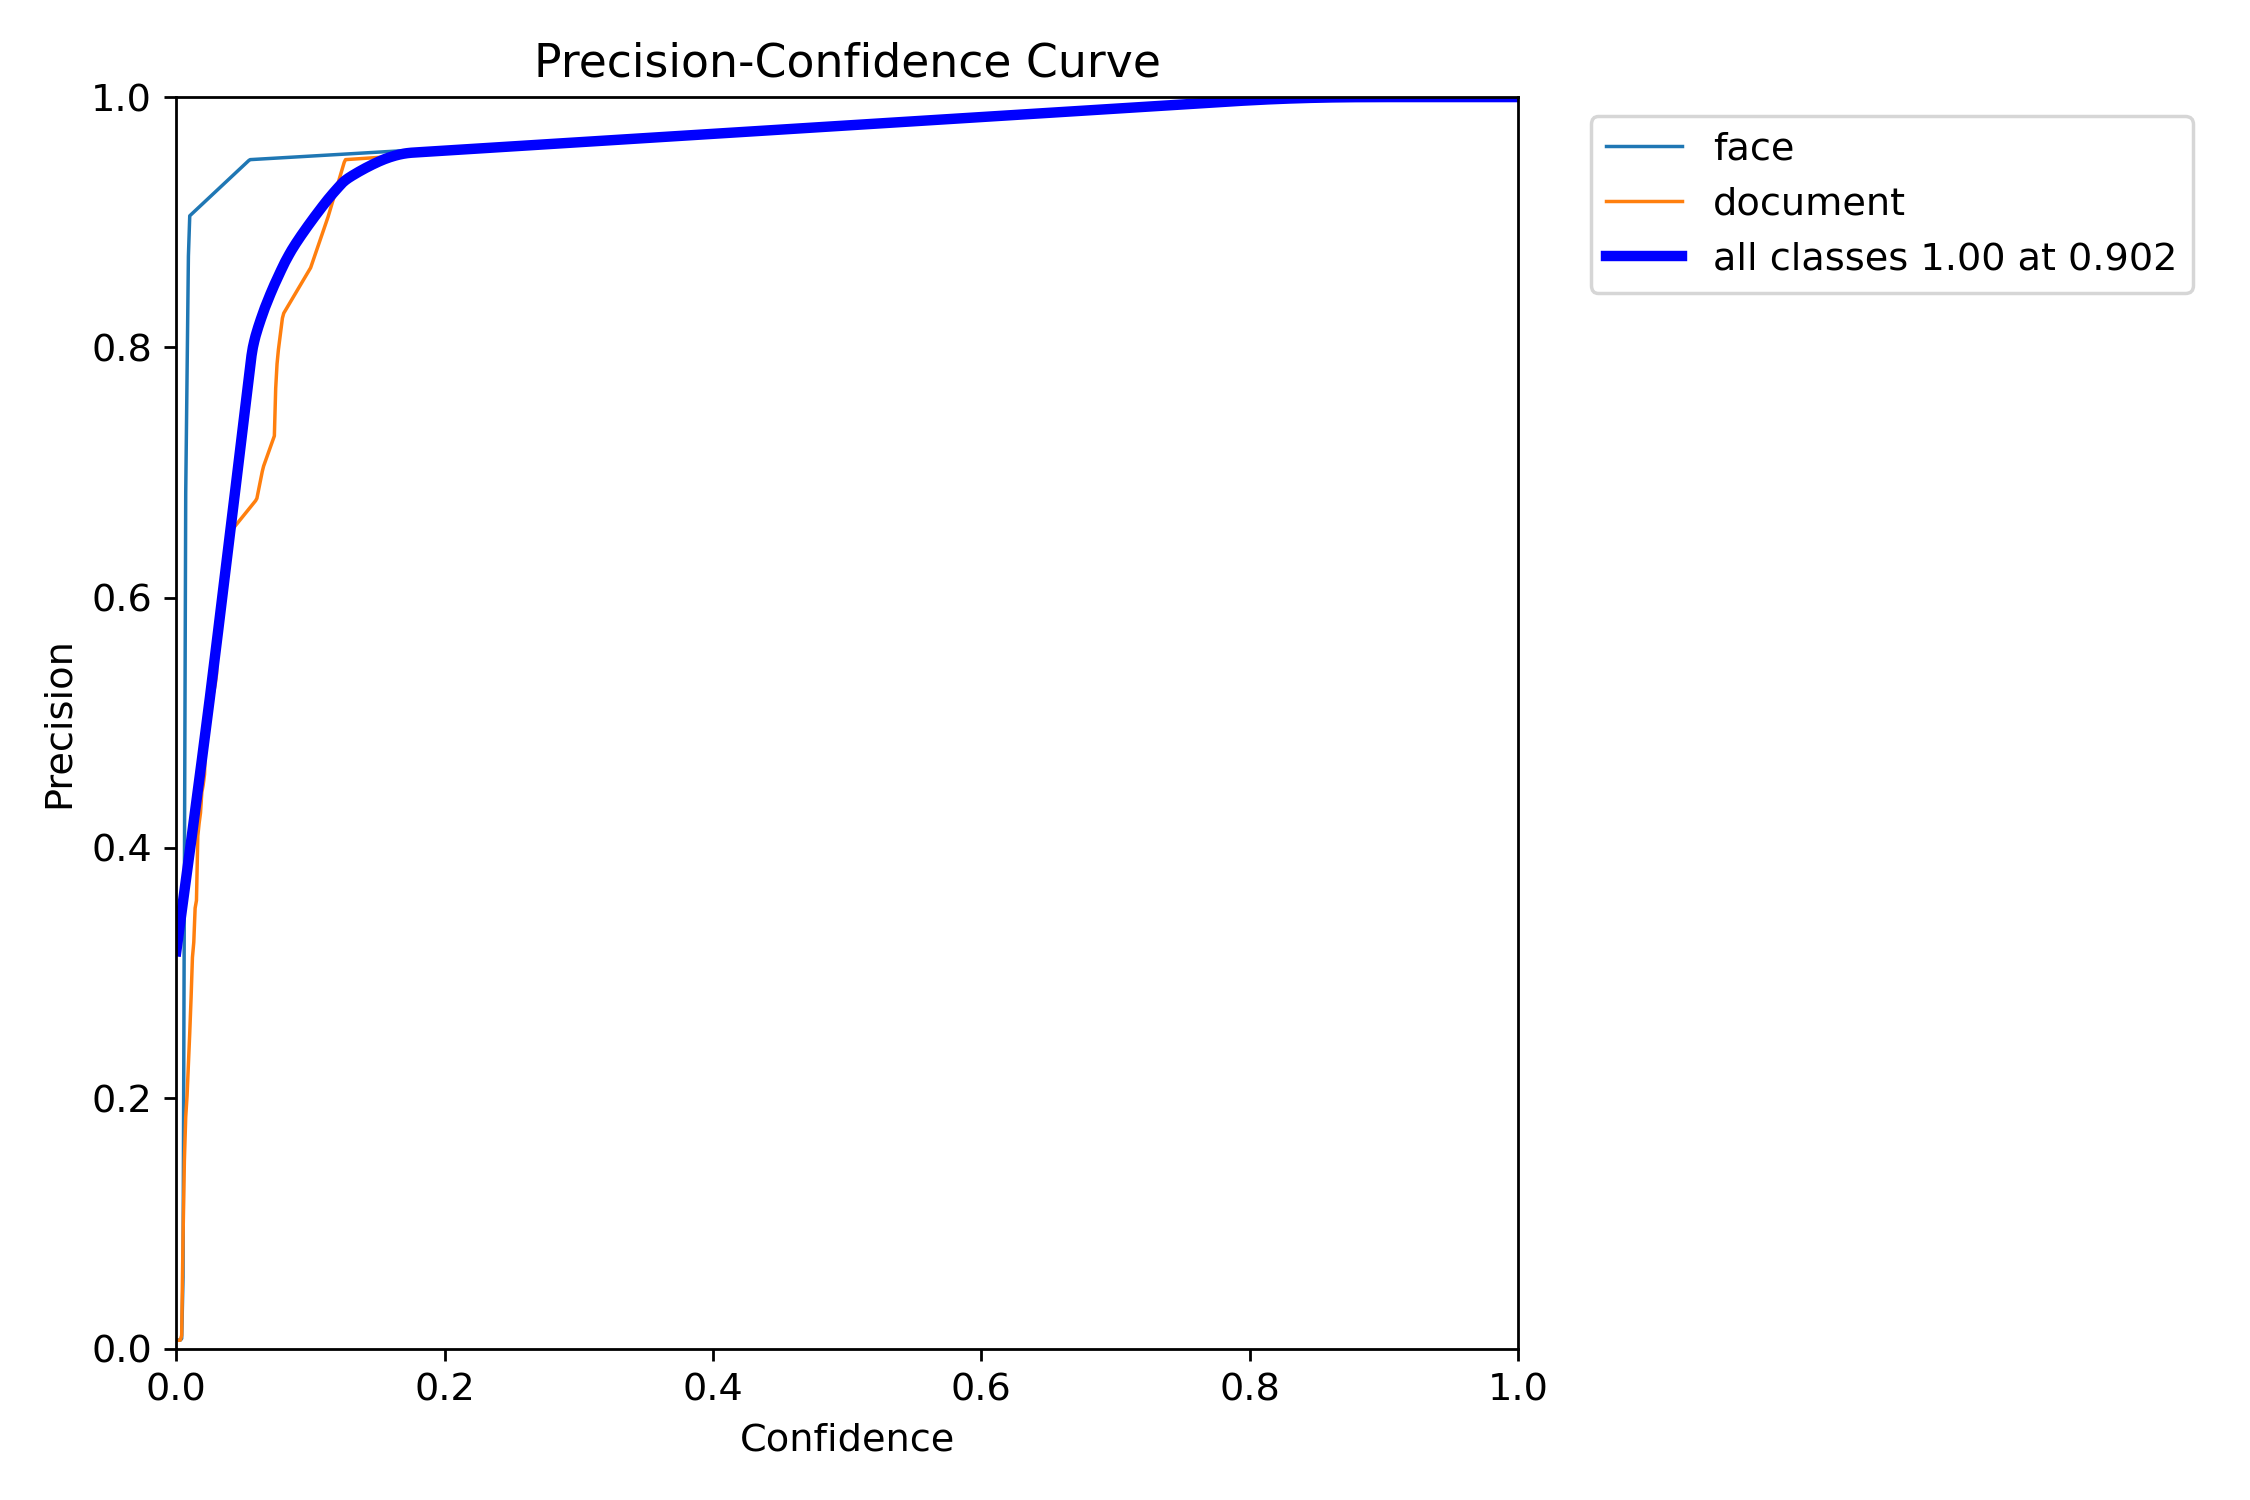 Precision-Confidence Curve
1.0
0.8
0.6
0.4
0.2
0.0
Precision
0.0 0.2 0.4 0.6 0.8 1.0
Confidence
face
document
all classes 1.00 at 0.902